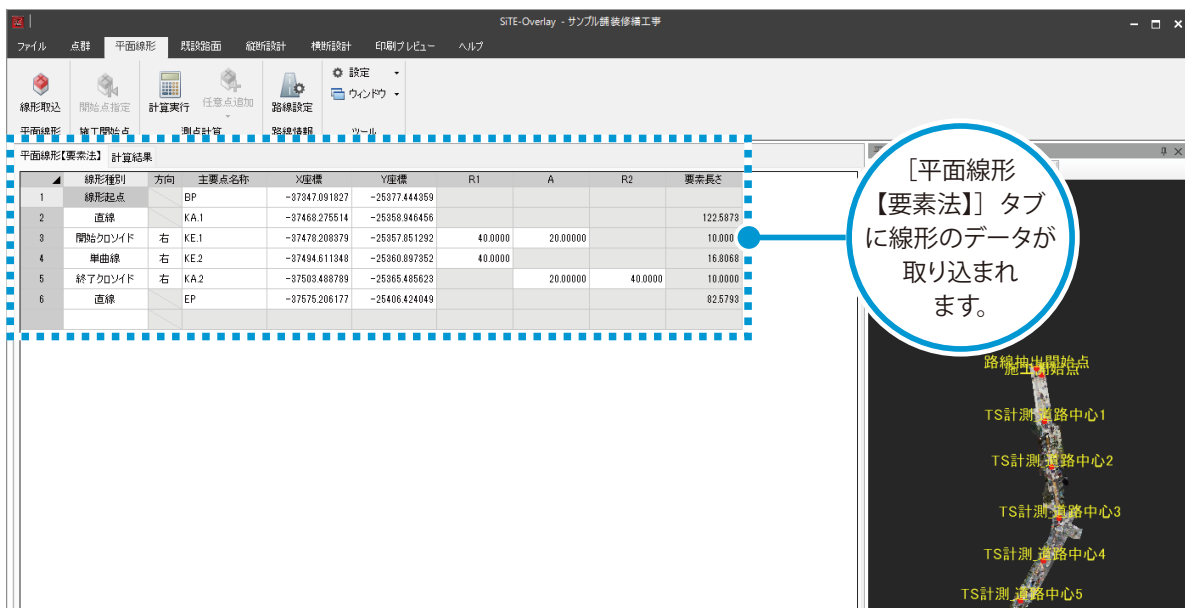 SiTE-Overlay - サンプル舗装修繕工事
ファイル 点群 平面線形 既設路面 縦断設計 横断設計 印刷プレビュー ヘルプ
線形取込 開始点指定 計算実行 任意点追加 路線設定 設定 ウィンドウ
平面線形 施工開始点 測点計算 路線情報 ツール
平面線形【要素法】 計算結果
線形種別 方向 主要点名称 X座標 Y座標 R1 A R2 要素長さ
1 線形起点 BP -37347.091827 -25377.444359
2 直線 KA.1 -37468.275514 -25358.946456 122.5873
3 開始クロソイド 右 KE.1 -37478.208379 -25357.851292 40.0000 20.00000 10.000
4 単曲線 右 KE.2 -37494.611348 -25360.897352 40.0000 16.8068
5 終了クロソイド 右 KA.2 -37503.488789 -25365.485623 20.00000 40.0000 10.0000
6 直線 EP -37575.206177 -25406.424049 82.5793
［平面線形
【要素法】］タブ
に線形のデータが
取り込まれ
ます。
路線抽出開始点
施工開始点
TS計測_道路中心1
TS計測_道路中心2
TS計測_道路中心3
TS計測_道路中心4
TS計測_道路中心5